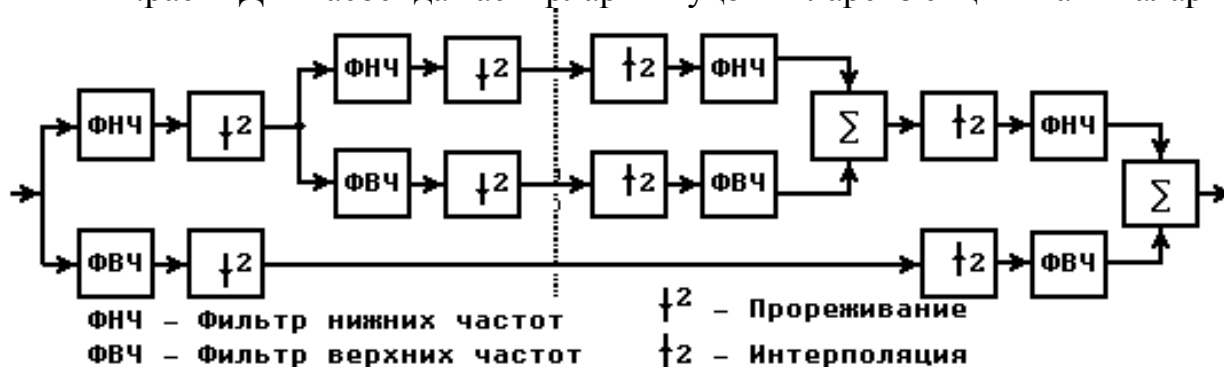 ФНЧ ↓2 ↑2 ФНЧ
ФНЧ ↓2 Σ ↑2 ФНЧ
ФВЧ ↓2 ↑2 ФВЧ Σ
ФВЧ ↓2 ↑2 ФВЧ
ФНЧ – Фильтр нижних частот
↓2 – Прореживание
ФВЧ – Фильтр верхних частот
↑2 – Интерполяция